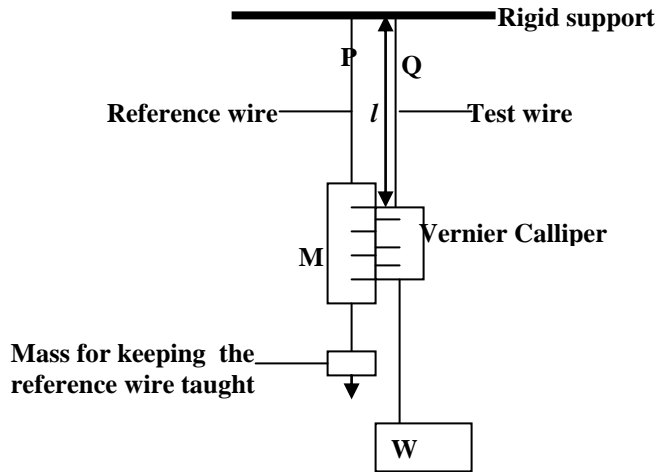 Rigid support
P
Q
Reference wire
l
Test wire
Vernier Calliper
M
Mass for keeping the
reference wire taught
W